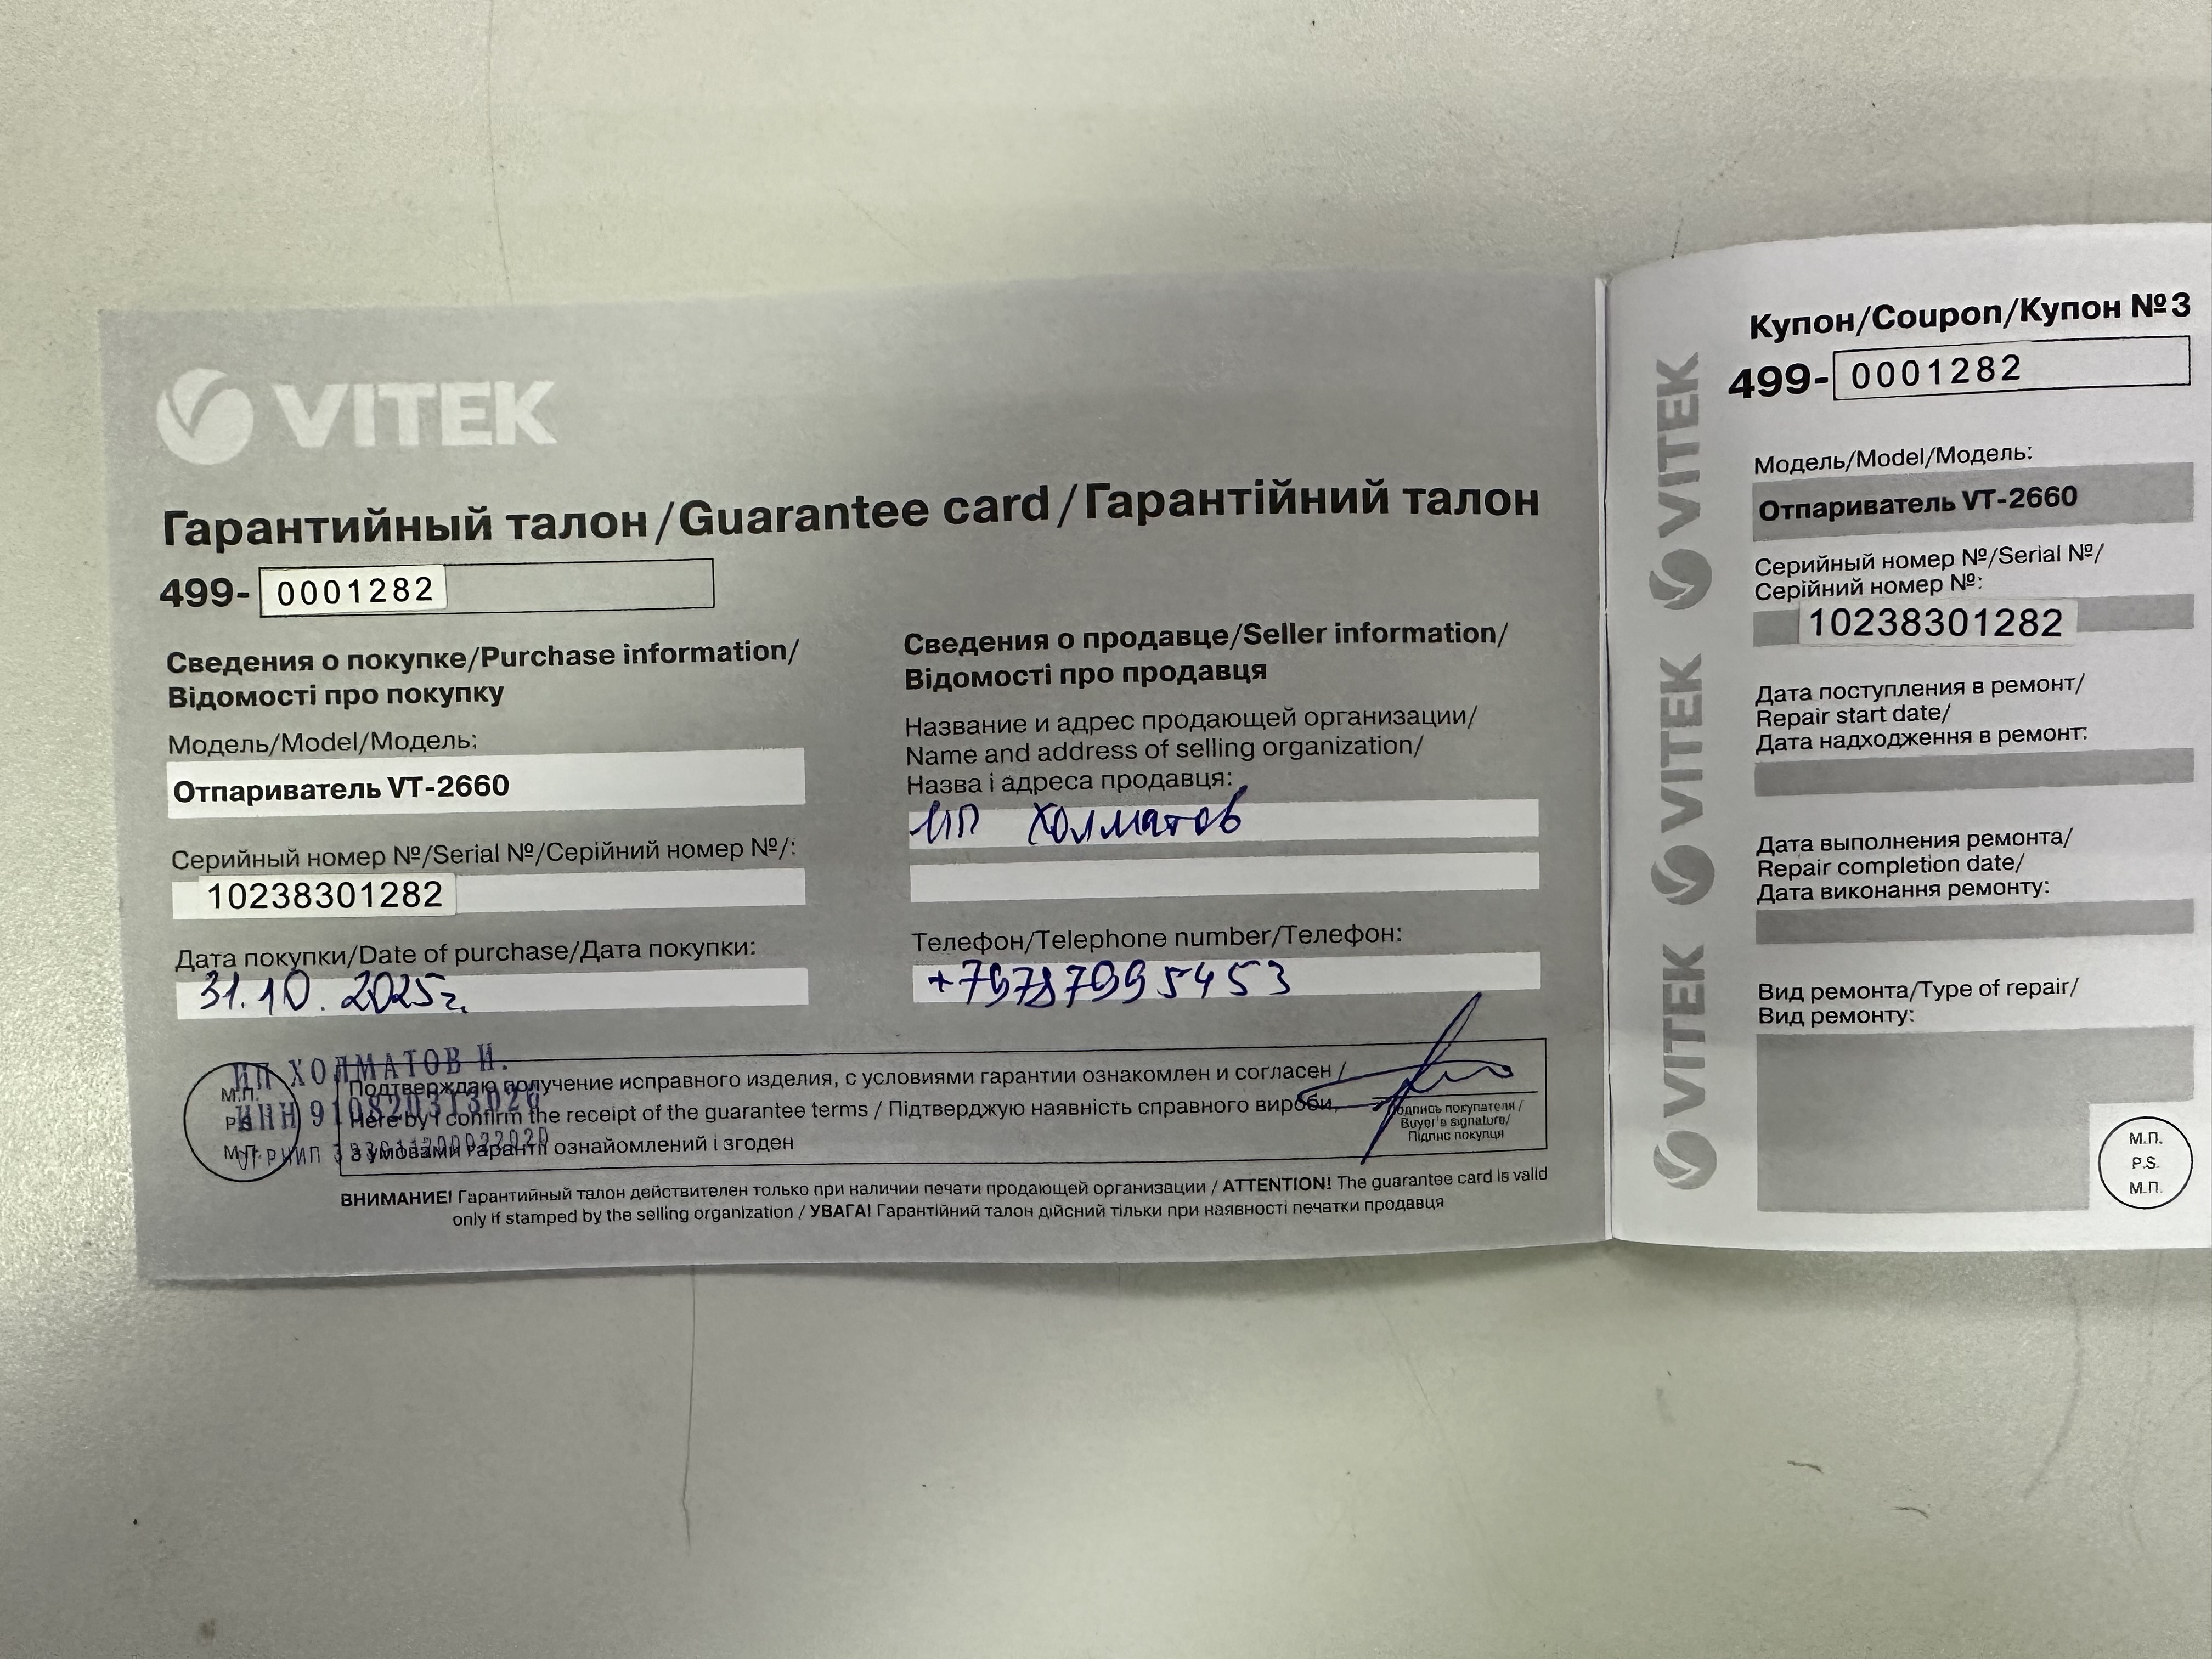 VITEK
Гарантийный талон/Guarantee card/Гарантійний талон
499- 0001282
Сведения о покупке/Purchase information/
Відомості про покупку
Модель/Model/Модель:
Отпариватель VT-2660
Серийный номер №/Serial №/Серійний номер №/:
10238301282
Дата покупки/Date of purchase/Дата покупки:
31.10.2025г.
Сведения о продавце/Seller information/
Відомості про продавця
Название и адрес продающей организации/
Name and address of selling organization/
Назва і адреса продавця:
ИП Холматов
Телефон/Telephone number/Телефон:
+79787995453
ИП ХОЛМАТОВ И.
ИНН 910820313026
ОГРНИП
М.П.
P.S.
М.П.
Подтверждаю получение исправного изделия, с условиями гарантии ознакомлен и согласен /
Here by I confirm the receipt of the guarantee terms / Підтверджую наявність справного вироби,
з умовами гарантії ознайомлений і згоден
Подпись покупателя /
Buyer's signature/
Підпис покупця
ВНИМАНИЕ! Гарантийный талон действителен только при наличии печати продающей организации / ATTENTION! The guarantee card is valid
only if stamped by the selling organization / УВАГА! Гарантійний талон дійсний тільки при наявності печатки продавця
VITEK
VITEK
VITEK
Купон/Coupon/Купон №3
499- 0001282
Модель/Model/Модель:
Отпариватель VT-2660
Серийный номер №/Serial №/
Серійний номер №:
10238301282
Дата поступления в ремонт/
Repair start date/
Дата надходження в ремонт:
Дата выполнения ремонта/
Repair completion date/
Дата виконання ремонту:
Вид ремонта/Type of repair/
Вид ремонту:
М.П.
P.S.
М.П.